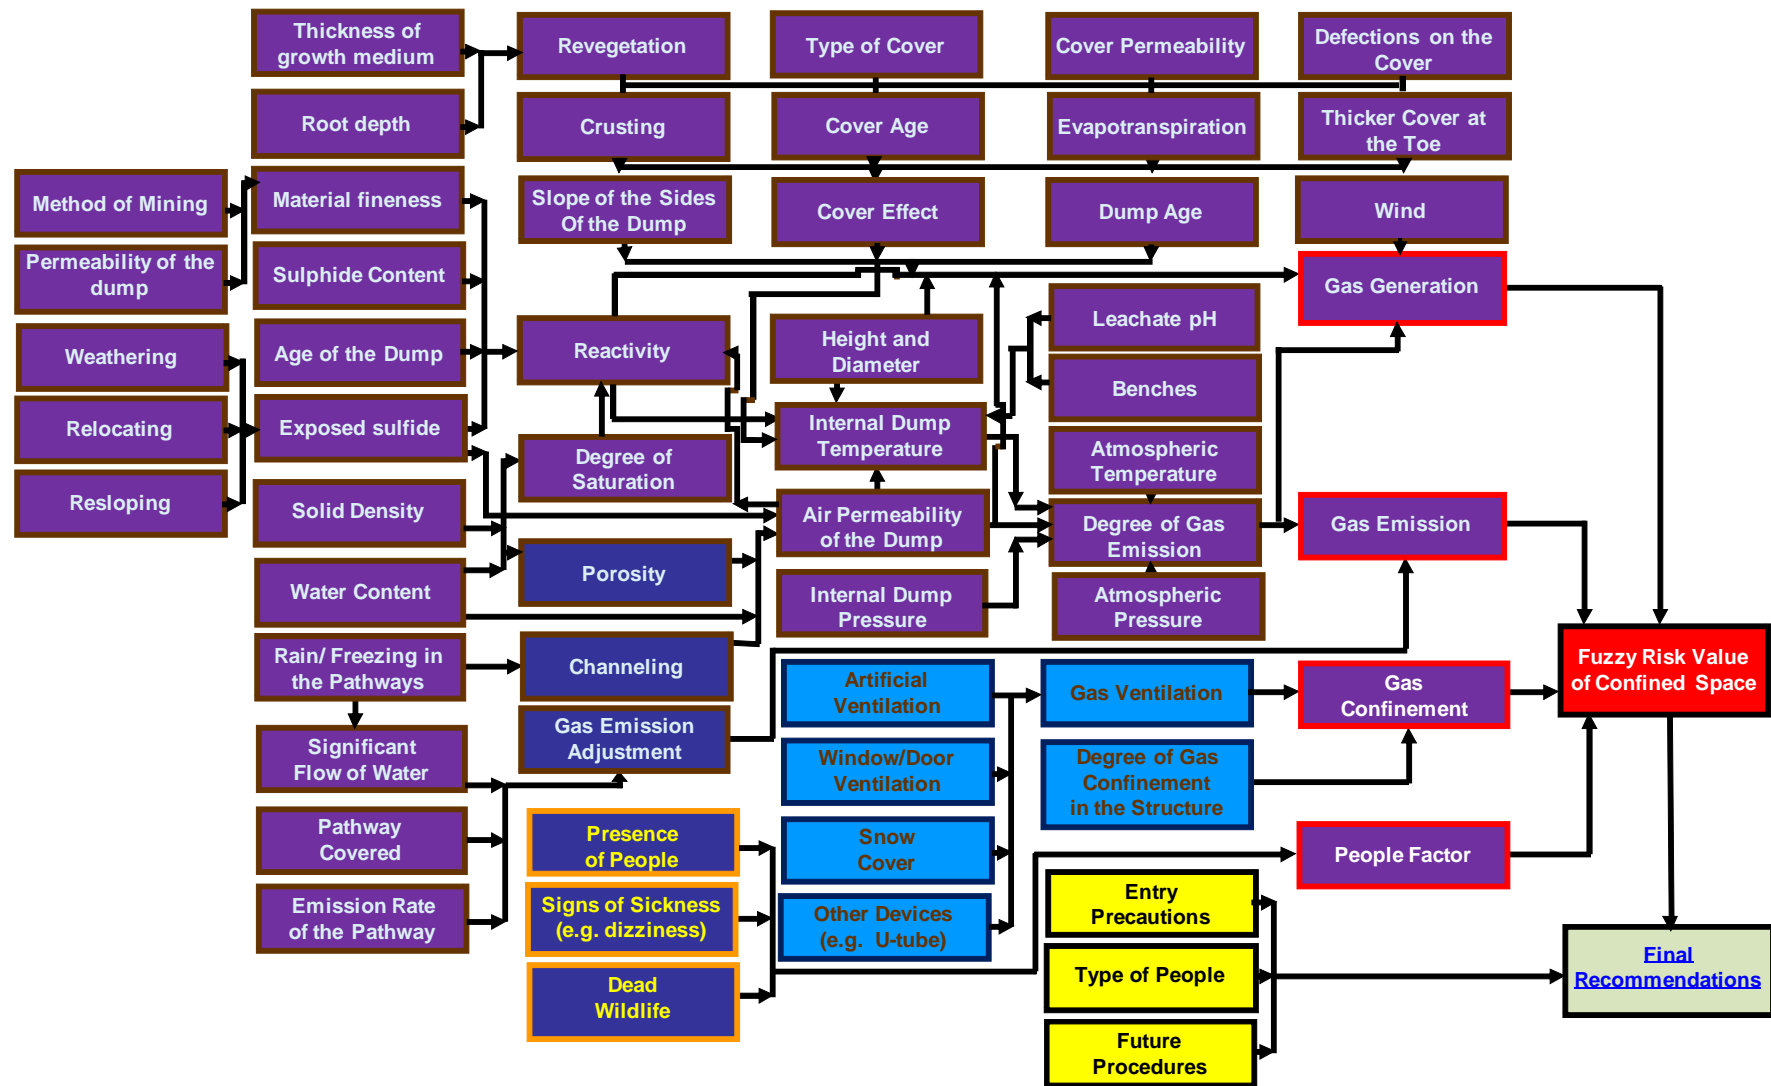 Thickness of
growth medium
Revegetation
Type of Cover
Cover Permeability
Defections on the
Cover
Root depth
Crusting
Cover Age
Evapotranspiration
Thicker Cover at
the Toe
Method of Mining
Material fineness
Slope of the Sides
Of the Dump
Cover Effect
Dump Age
Wind
Permeability of the
dump
Sulphide Content
Gas Generation
Weathering
Age of the Dump
Reactivity
Height and
Diameter
Leachate pH
Benches
Relocating
Exposed sulfide
Internal Dump
Temperature
Degree of
Saturation
Atmospheric
Temperature
Resloping
Solid Density
Air Permeability
of the Dump
Degree of Gas
Emission
Gas Emission
Water Content
Porosity
Internal Dump
Pressure
Atmospheric
Pressure
Rain/ Freezing in
the Pathways
Channeling
Artificial
Ventilation
Gas Ventilation
Gas
Confinement
Fuzzy Risk Value
of Confined Space
Significant
Flow of Water
Gas Emission
Adjustment
Window/Door
Ventilation
Degree of Gas
Confinement
in the Structure
Pathway
Covered
Presence
of People
Snow
Cover
People Factor
Emission Rate
of the Pathway
Signs of Sickness
(e.g. dizziness)
Other Devices
(e.g. U-tube)
Entry
Precautions
Dead
Wildlife
Type of People
Final
Recommendations
Future
Procedures